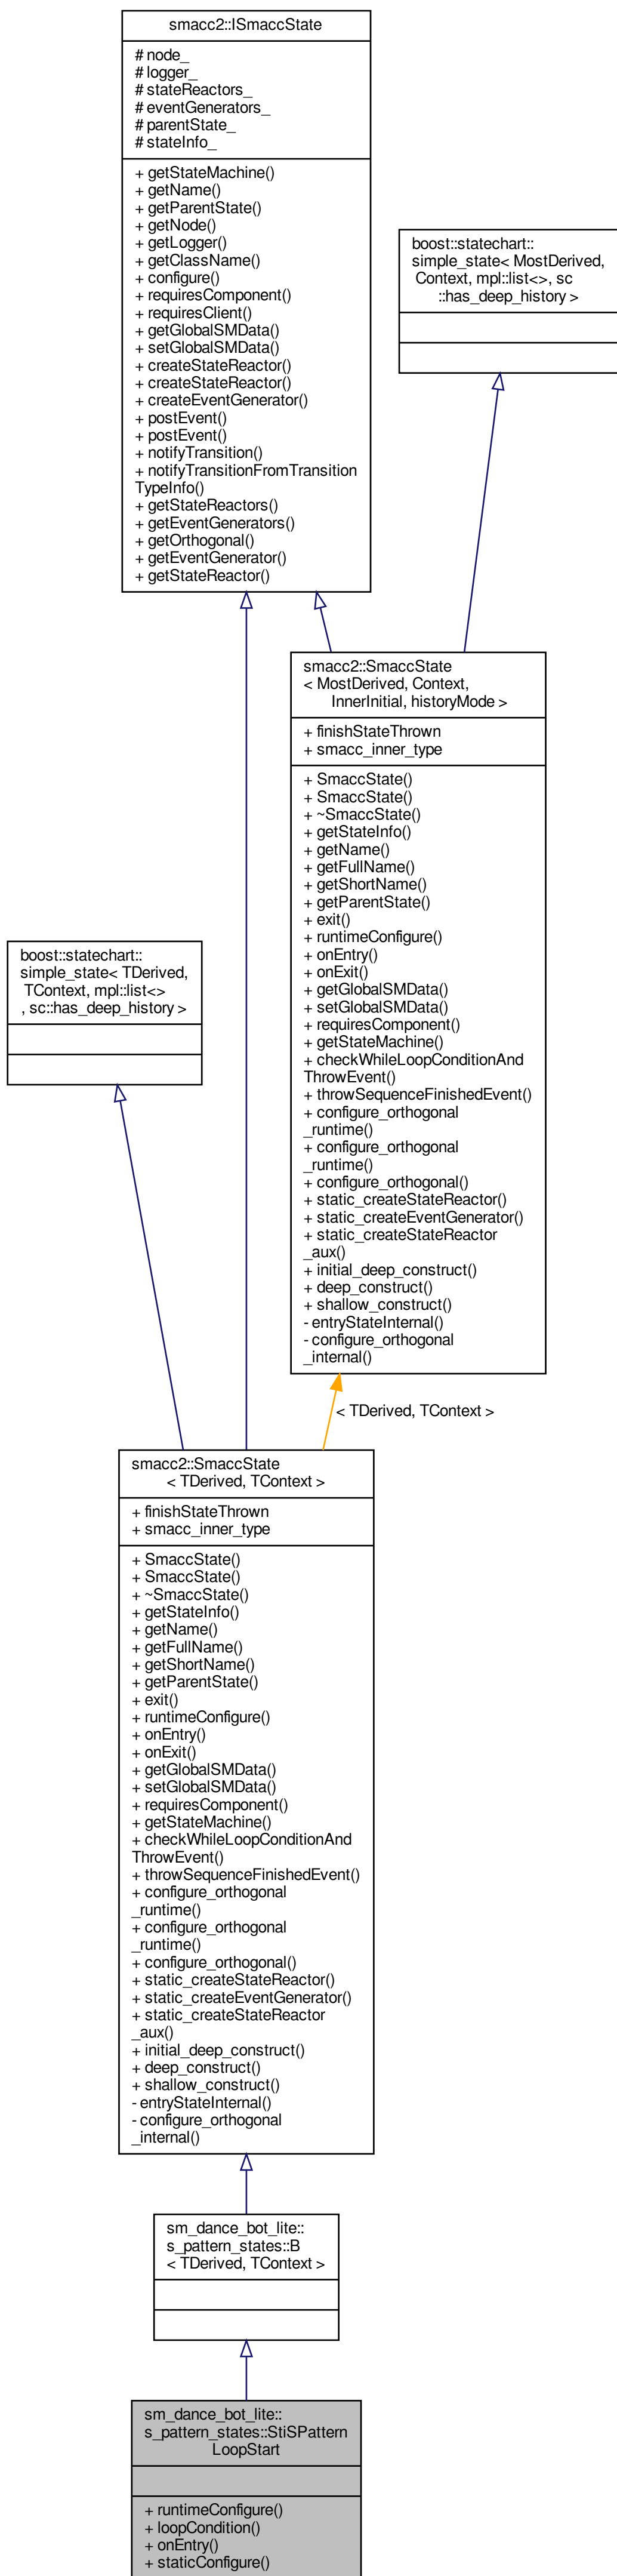 smacc2::ISmaccState
# node_
# logger_
# stateReactors_
# eventGenerators_
# parentState_
# stateInfo_
+ getStateMachine()
+ getName()
+ getParentState()
+ getNode()
+ getLogger()
+ getClassName()
+ configure()
+ requiresComponent()
+ requiresClient()
+ getGlobalSMData()
+ setGlobalSMData()
+ createStateReactor()
+ createStateReactor()
+ createEventGenerator()
+ postEvent()
+ postEvent()
+ notifyTransition()
+ notifyTransitionFromTransition
TypeInfo()
+ getStateReactors()
+ getEventGenerators()
+ getOrthogonal()
+ getEventGenerator()
+ getStateReactor()
boost::statechart::
simple_state< MostDerived,
Context, mpl::list<>, sc
::has_deep_history >
smacc2::SmaccState
< MostDerived, Context,
InnerInitial, historyMode >
+ finishStateThrown
+ smacc_inner_type
+ SmaccState()
+ SmaccState()
+ ~SmaccState()
+ getStateInfo()
+ getName()
+ getFullName()
+ getShortName()
+ getParentState()
+ exit()
+ runtimeConfigure()
+ onEntry()
+ onExit()
+ getGlobalSMData()
+ setGlobalSMData()
+ requiresComponent()
+ getStateMachine()
+ checkWhileLoopConditionAnd
ThrowEvent()
+ throwSequenceFinishedEvent()
+ configure_orthogonal
_runtime()
+ configure_orthogonal
_runtime()
+ configure_orthogonal()
+ static_createStateReactor()
+ static_createEventGenerator()
+ static_createStateReactor
_aux()
+ initial_deep_construct()
+ deep_construct()
+ shallow_construct()
- entryStateInternal()
- configure_orthogonal
_internal()
boost::statechart::
simple_state< TDerived,
TContext, mpl::list<>
, sc::has_deep_history >
< TDerived, TContext >
smacc2::SmaccState
< TDerived, TContext >
+ finishStateThrown
+ smacc_inner_type
+ SmaccState()
+ SmaccState()
+ ~SmaccState()
+ getStateInfo()
+ getName()
+ getFullName()
+ getShortName()
+ getParentState()
+ exit()
+ runtimeConfigure()
+ onEntry()
+ onExit()
+ getGlobalSMData()
+ setGlobalSMData()
+ requiresComponent()
+ getStateMachine()
+ checkWhileLoopConditionAnd
ThrowEvent()
+ throwSequenceFinishedEvent()
+ configure_orthogonal
_runtime()
+ configure_orthogonal
_runtime()
+ configure_orthogonal()
+ static_createStateReactor()
+ static_createEventGenerator()
+ static_createStateReactor
_aux()
+ initial_deep_construct()
+ deep_construct()
+ shallow_construct()
- entryStateInternal()
- configure_orthogonal
_internal()
sm_dance_bot_lite::
s_pattern_states::B
< TDerived, TContext >
sm_dance_bot_lite::
s_pattern_states::StiSPattern
LoopStart
+ runtimeConfigure()
+ loopCondition()
+ onEntry()
+ staticConfigure()